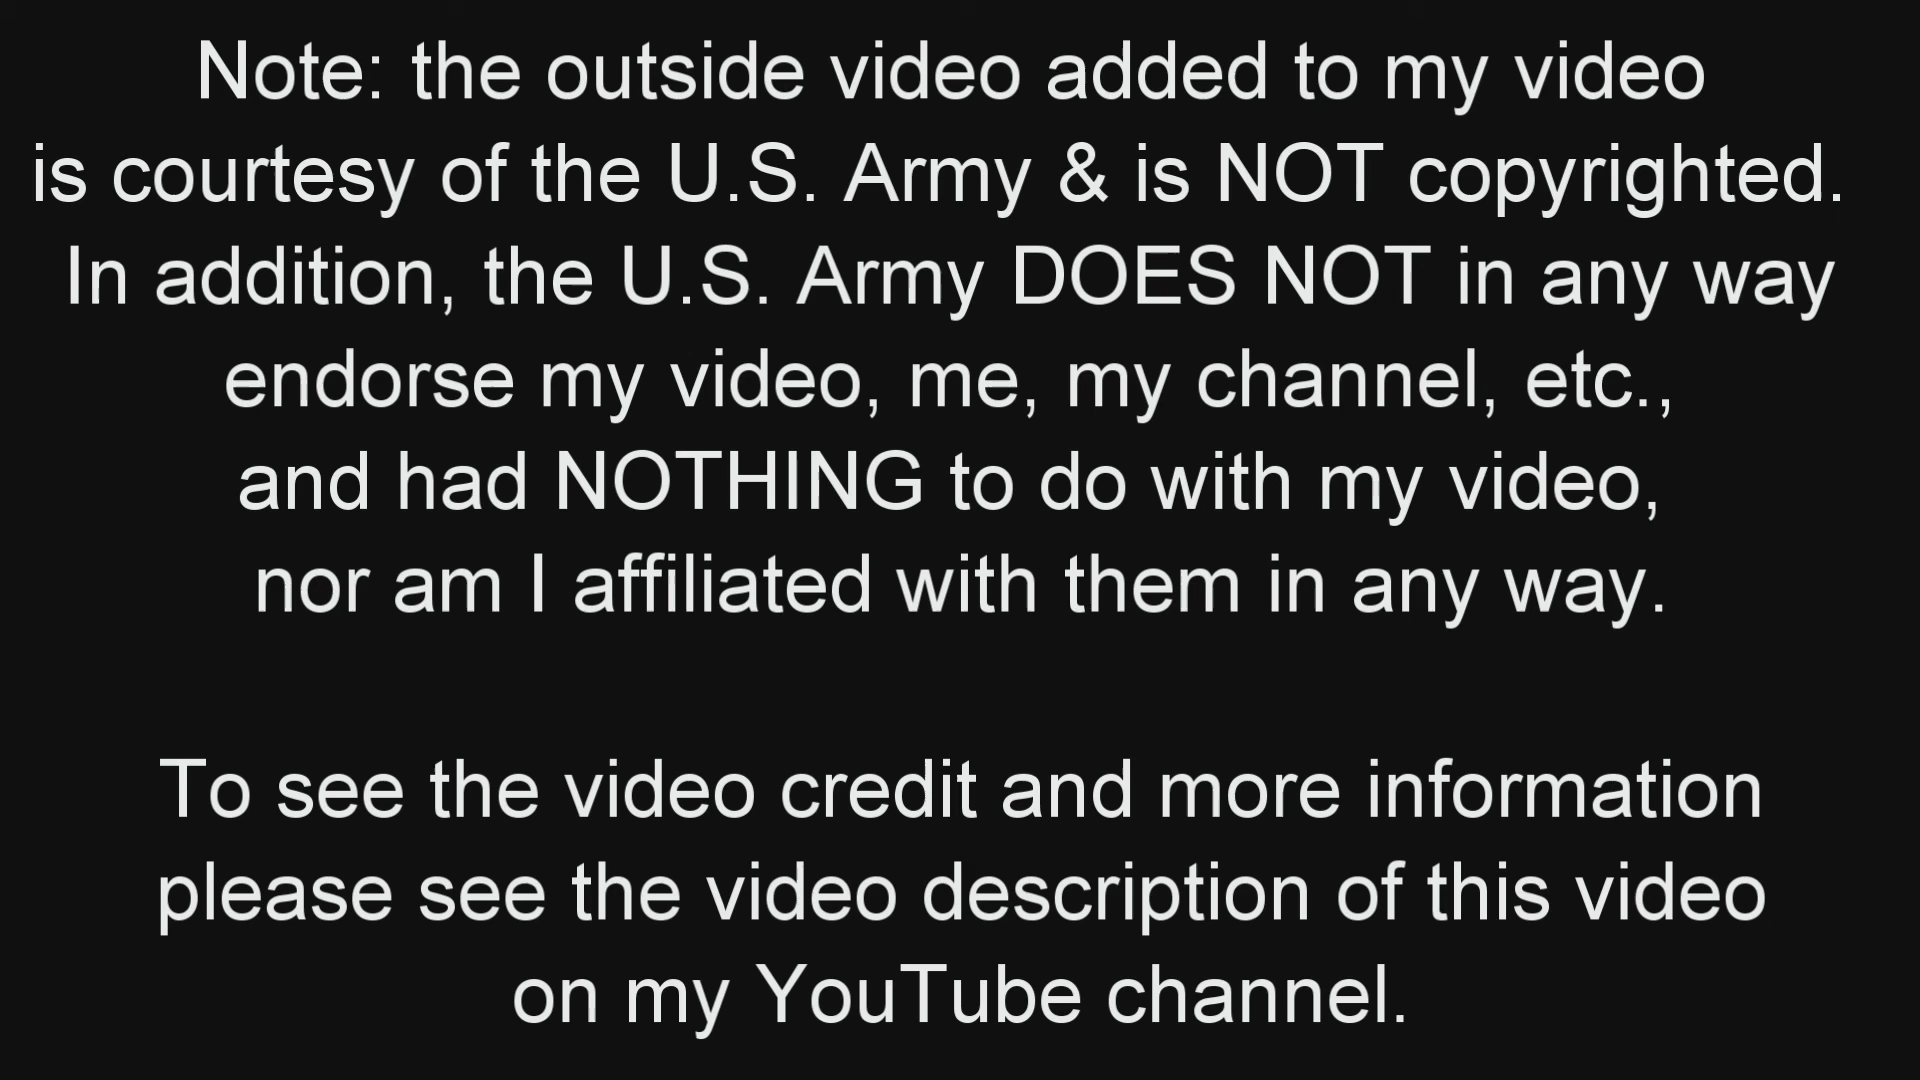 Note: the outside video added to my video
is courtesy of the U.S. Army & is NOT copyrighted.
In addition, the U.S. Army DOES NOT in any way
endorse my video, me, my channel, etc.,
and had NOTHING to do with my video,
nor am I affiliated with them in any way.
To see the video credit and more information
please see the video description of this video
on my YouTube channel.